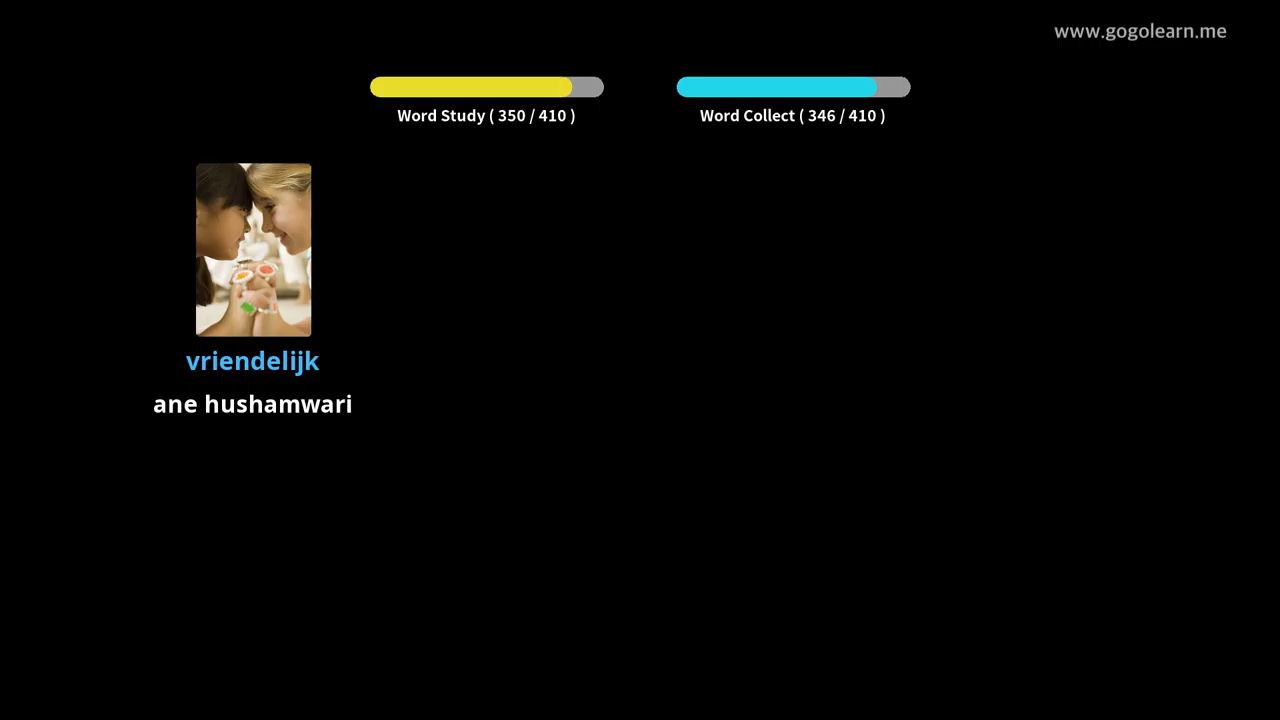 www.gogolearn.me
Word Study ( 350 / 410 )
Word Collect ( 346 / 410 )
vriendelijk
ane hushamwari